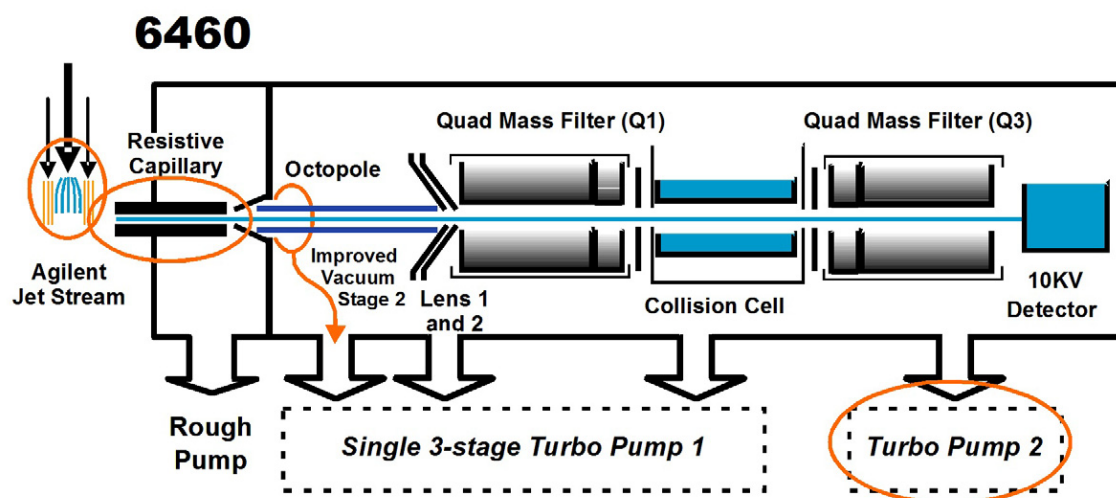 6460
Resistive
Capillary
Octopole
Quad Mass Filter (Q1)
Quad Mass Filter (Q3)
Agilent
Jet Stream
Improved
Vacuum
Stage 2
Lens 1
and 2
Collision Cell
10KV
Detector
Rough
Pump
Single 3-stage Turbo Pump 1
Turbo Pump 2